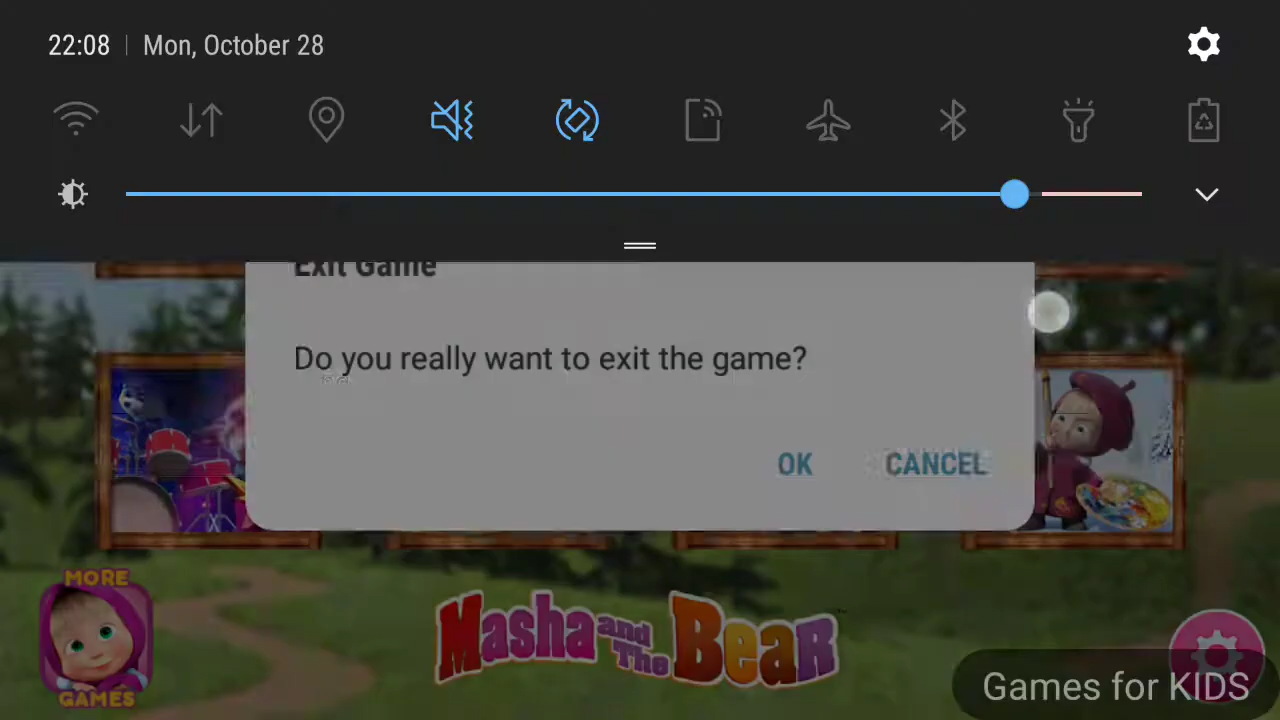 22:08 | Mon, October 28
Exit Game
Do you really want to exit the game?
OK CANCEL
MORE
GAMES
Masha and The Bear
Games for KIDS